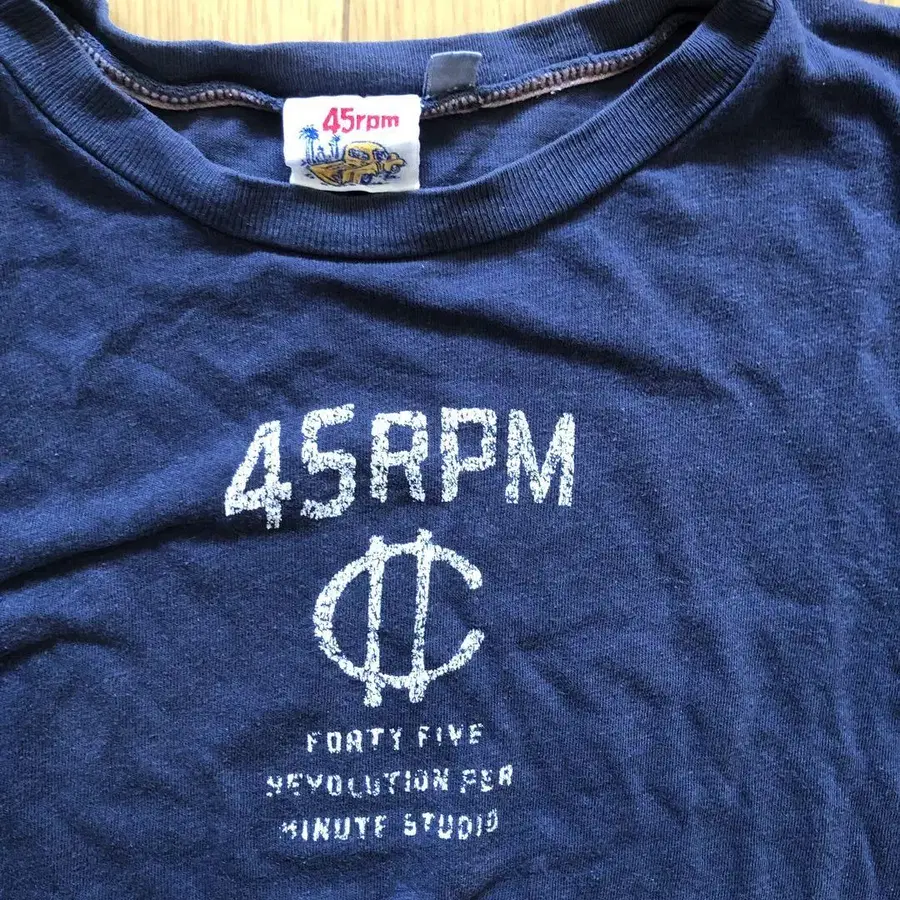 45rpm
45RPM
FORTY FIVE
REVOLUTION PER
MINUTE STUDIO